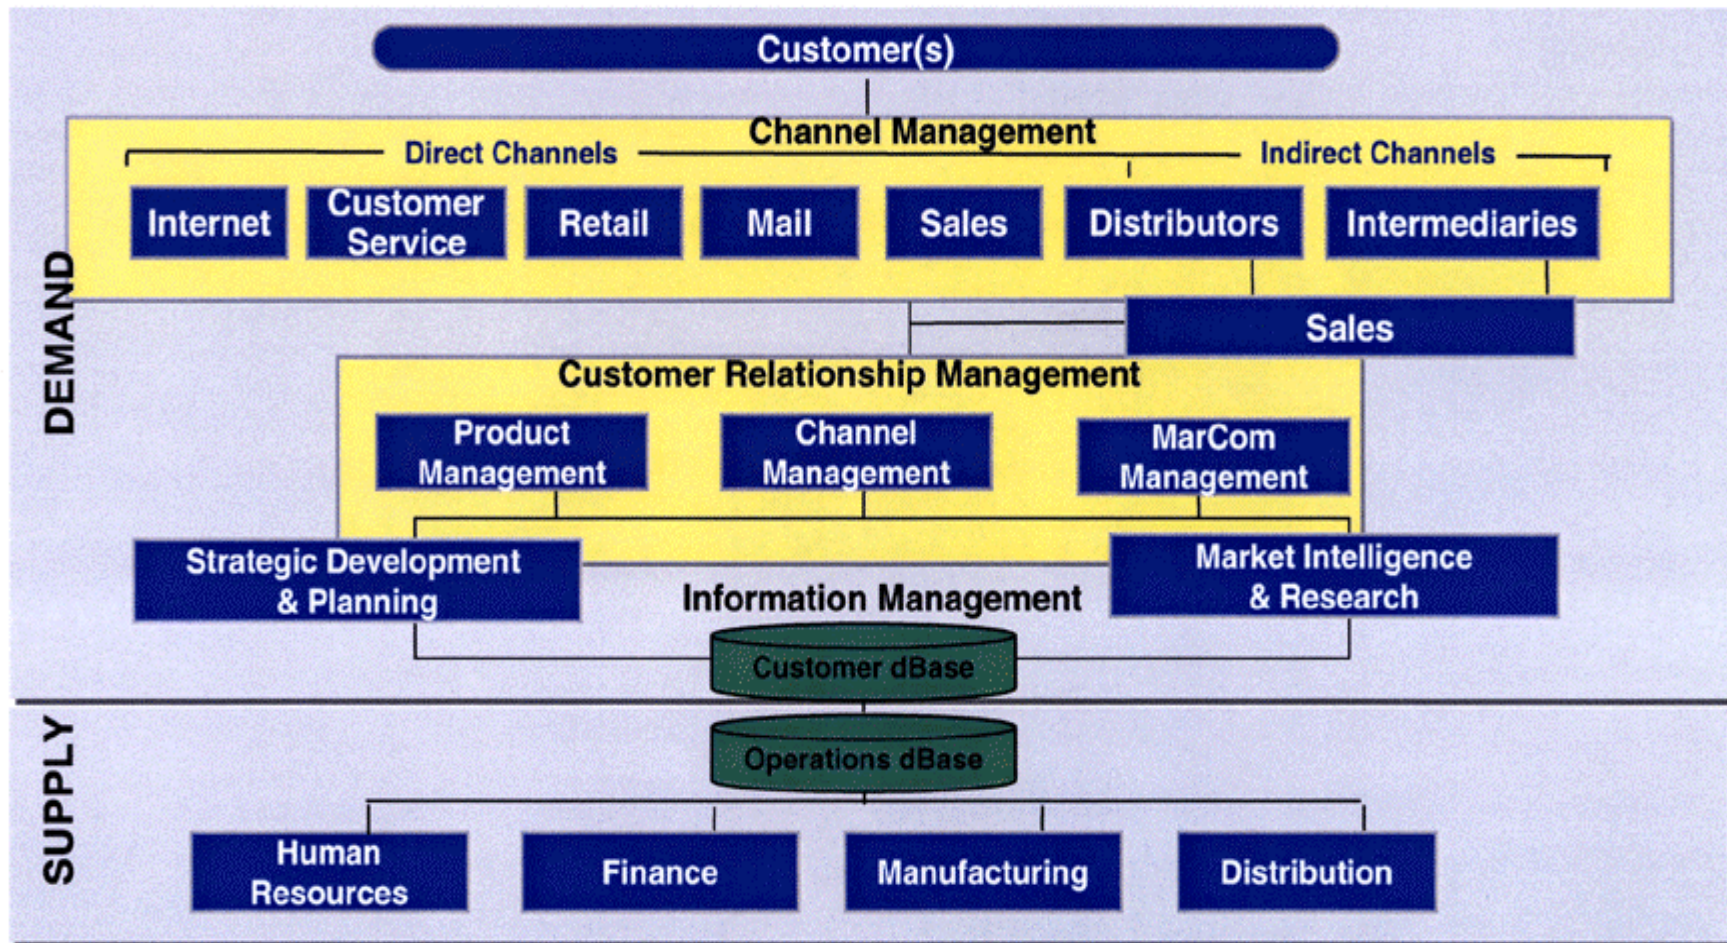 Customer(s)
Channel Management
Direct Channels
Indirect Channels
Internet
Customer
Service
Retail
Mail
Sales
Distributors
Intermediaries
Sales
DEMAND
Customer Relationship Management
Product
Management
Channel
Management
MarCom
Management
Strategic Development
& Planning
Market Intelligence
& Research
Information Management
Customer dBase
SUPPLY
Operations dBase
Human
Resources
Finance
Manufacturing
Distribution